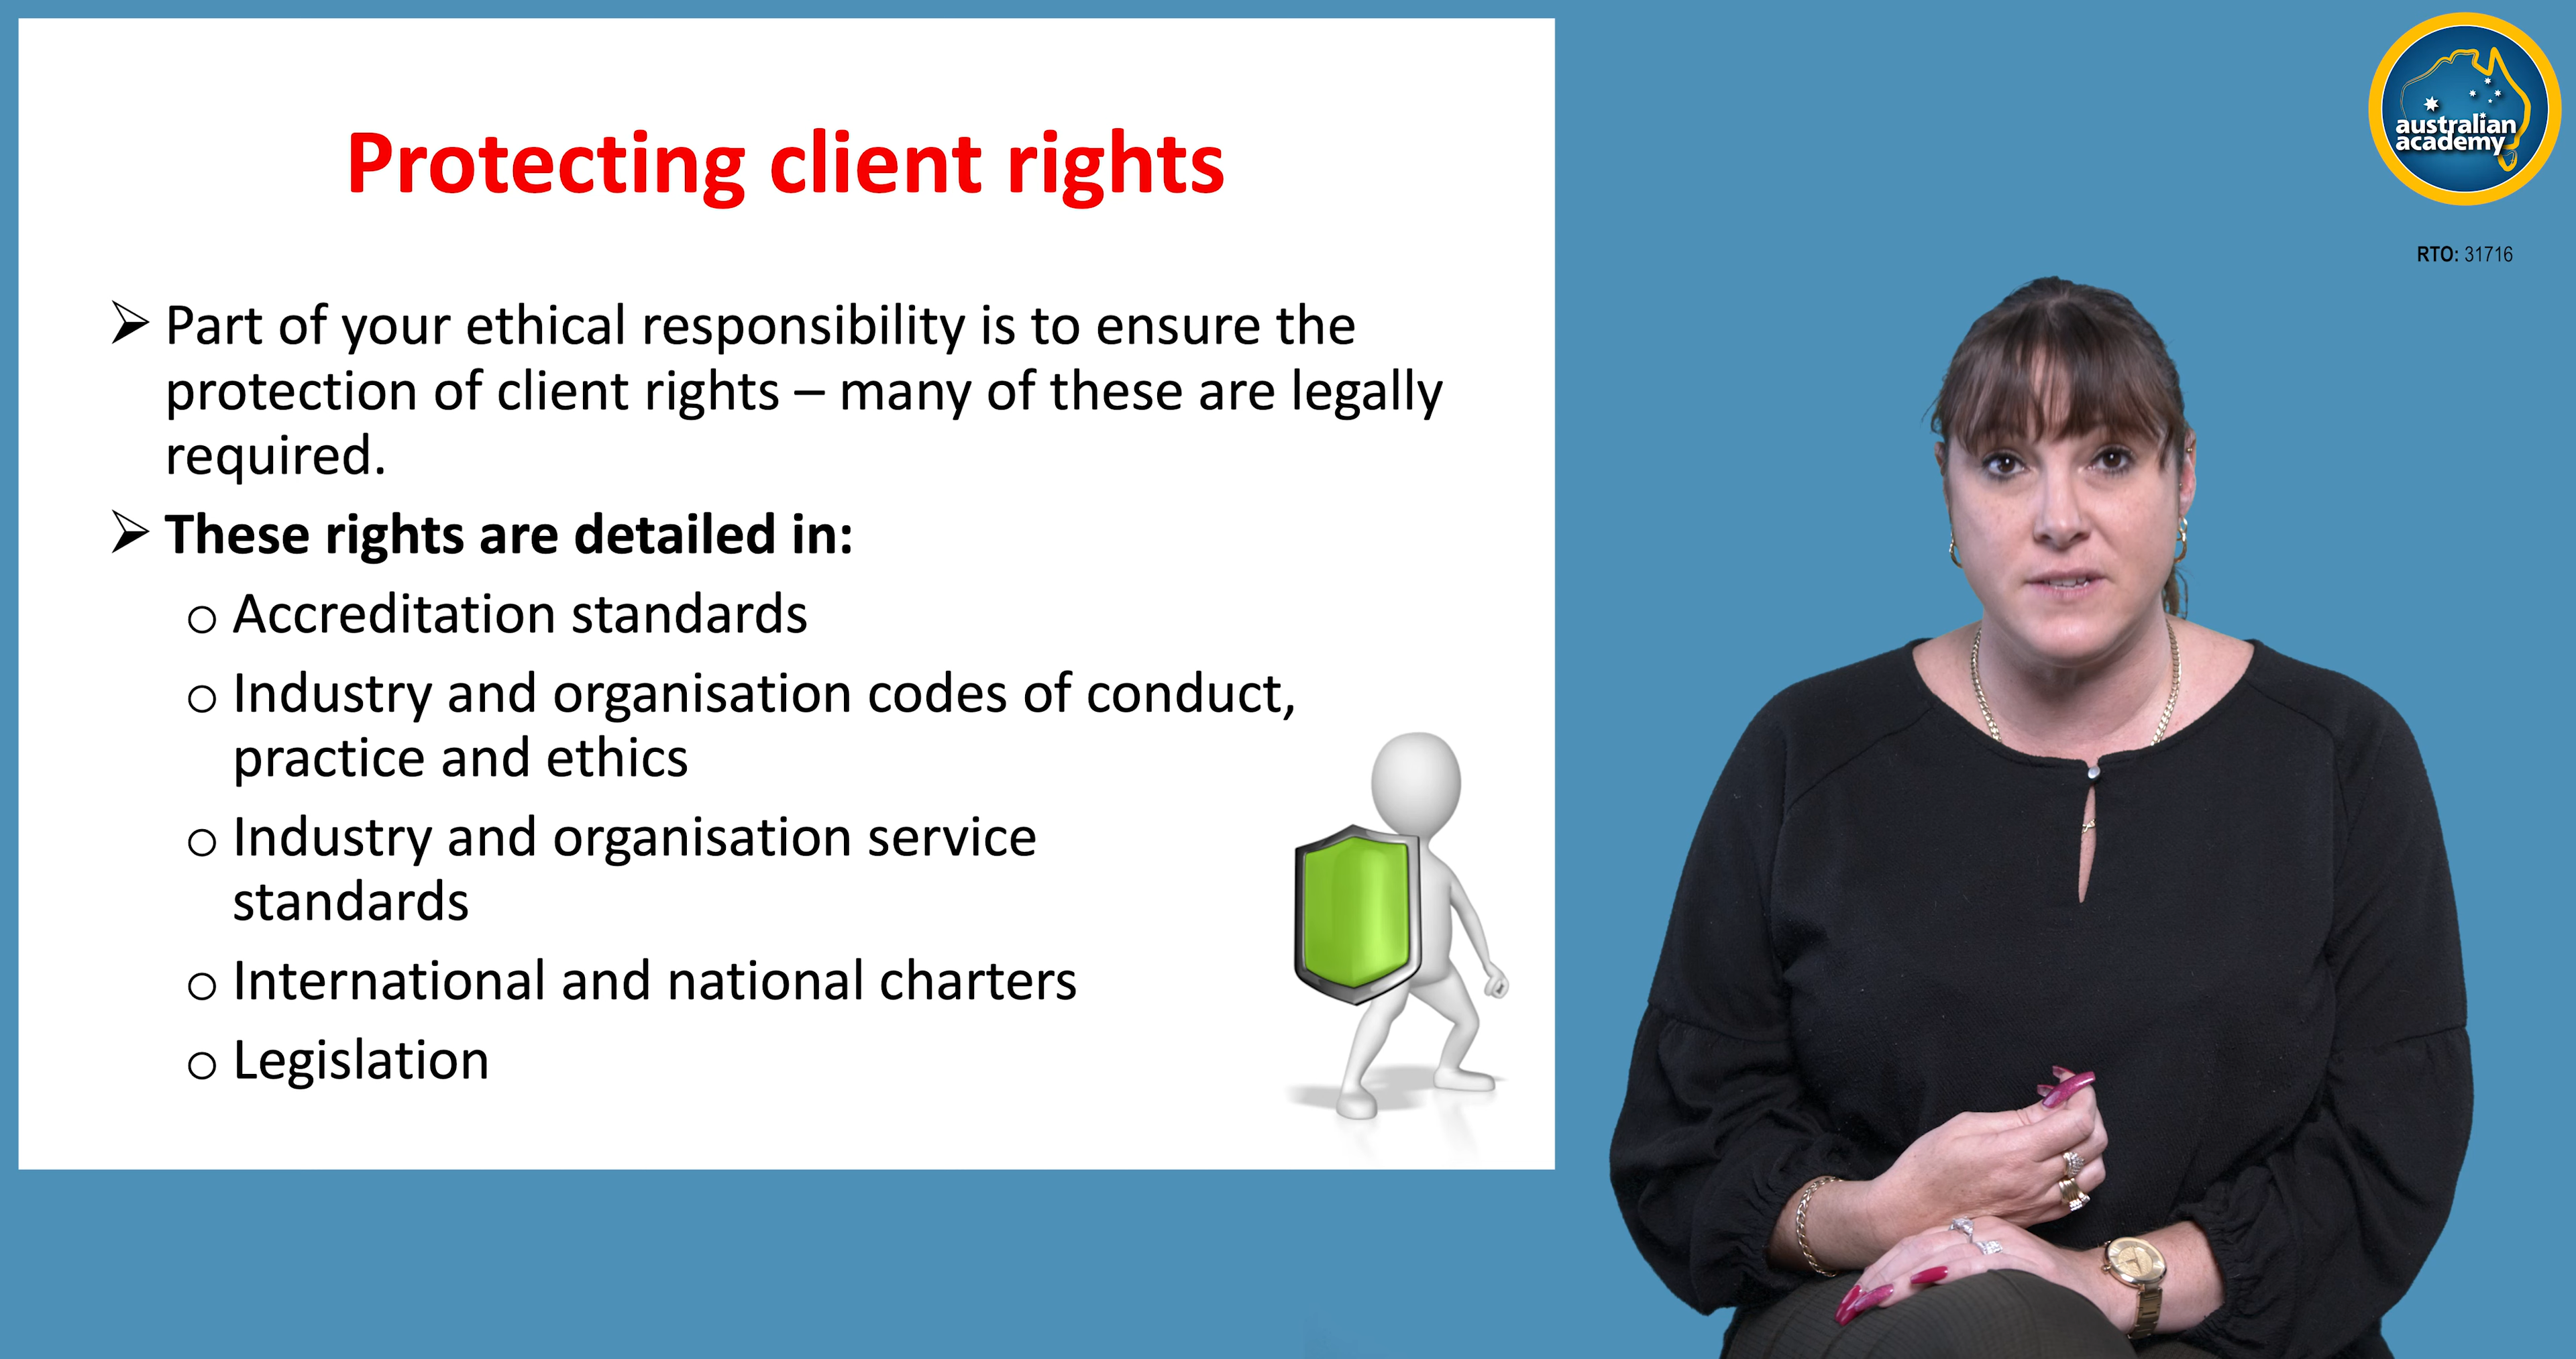 Protecting client rights
➢ Part of your ethical responsibility is to ensure the
protection of client rights – many of these are legally
required.
➢ These rights are detailed in:
o Accreditation standards
o Industry and organisation codes of conduct,
practice and ethics
o Industry and organisation service
standards
o International and national charters
o Legislation
australian
academy
RTO: 31716